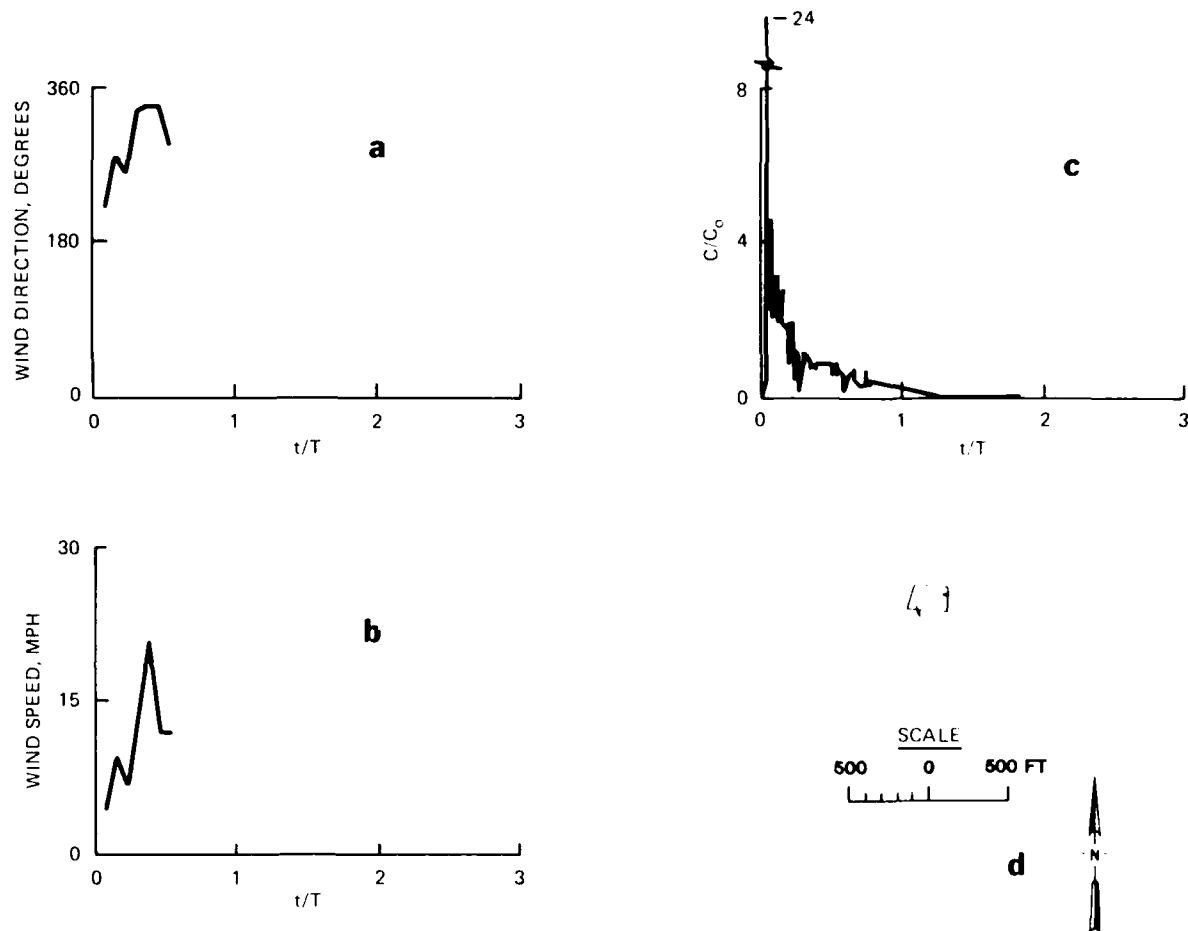 360
180
0
WIND DIRECTION, DEGREES
0 1 2 3
t/T
a
24
8
4
0
C/Co
0 1 2 3
t/T
c
30
15
0
WIND SPEED, MPH
0 1 2 3
t/T
b
SCALE
500 0 500 FT
N
d